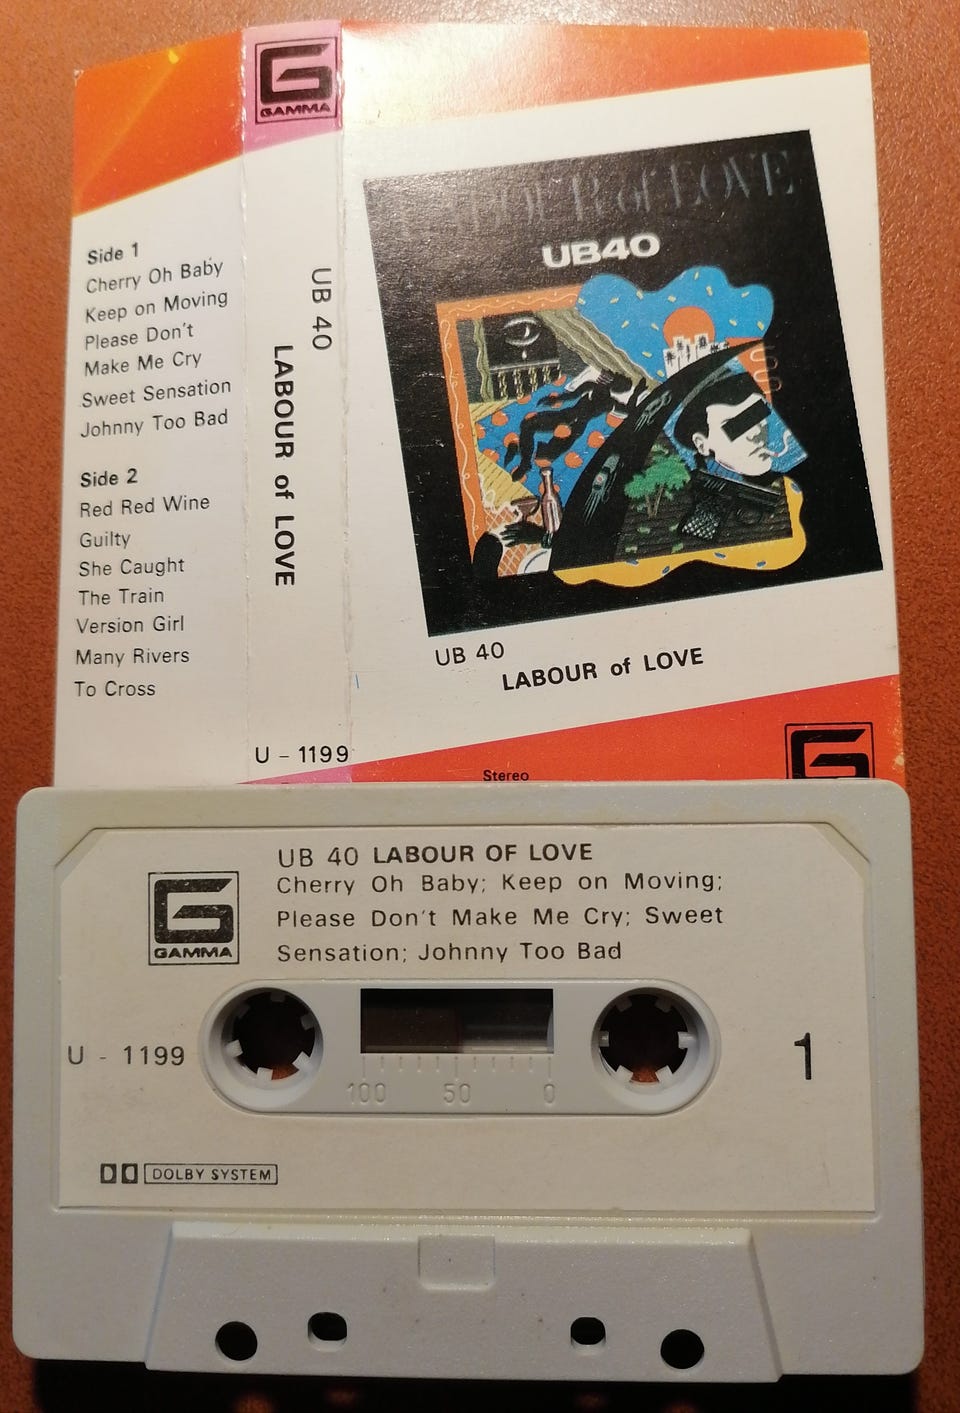 G
GAMMA
Side 1
Cherry Oh Baby
Keep on Moving
Please Don't
Make Me Cry
Sweet Sensation
Johnny Too Bad
Side 2
Red Red Wine
Guilty
She Caught
The Train
Version Girl
Many Rivers
To Cross
UB 40
LABOUR of LOVE
U - 1199
LABOUR of LOVE
UB40
UB 40
LABOUR of LOVE
Stereo
G
UB 40 LABOUR OF LOVE
Cherry Oh Baby; Keep on Moving;
Please Don't Make Me Cry; Sweet
Sensation; Johnny Too Bad
G
GAMMA
U - 1199
1
100 50 0
DOLBY SYSTEM